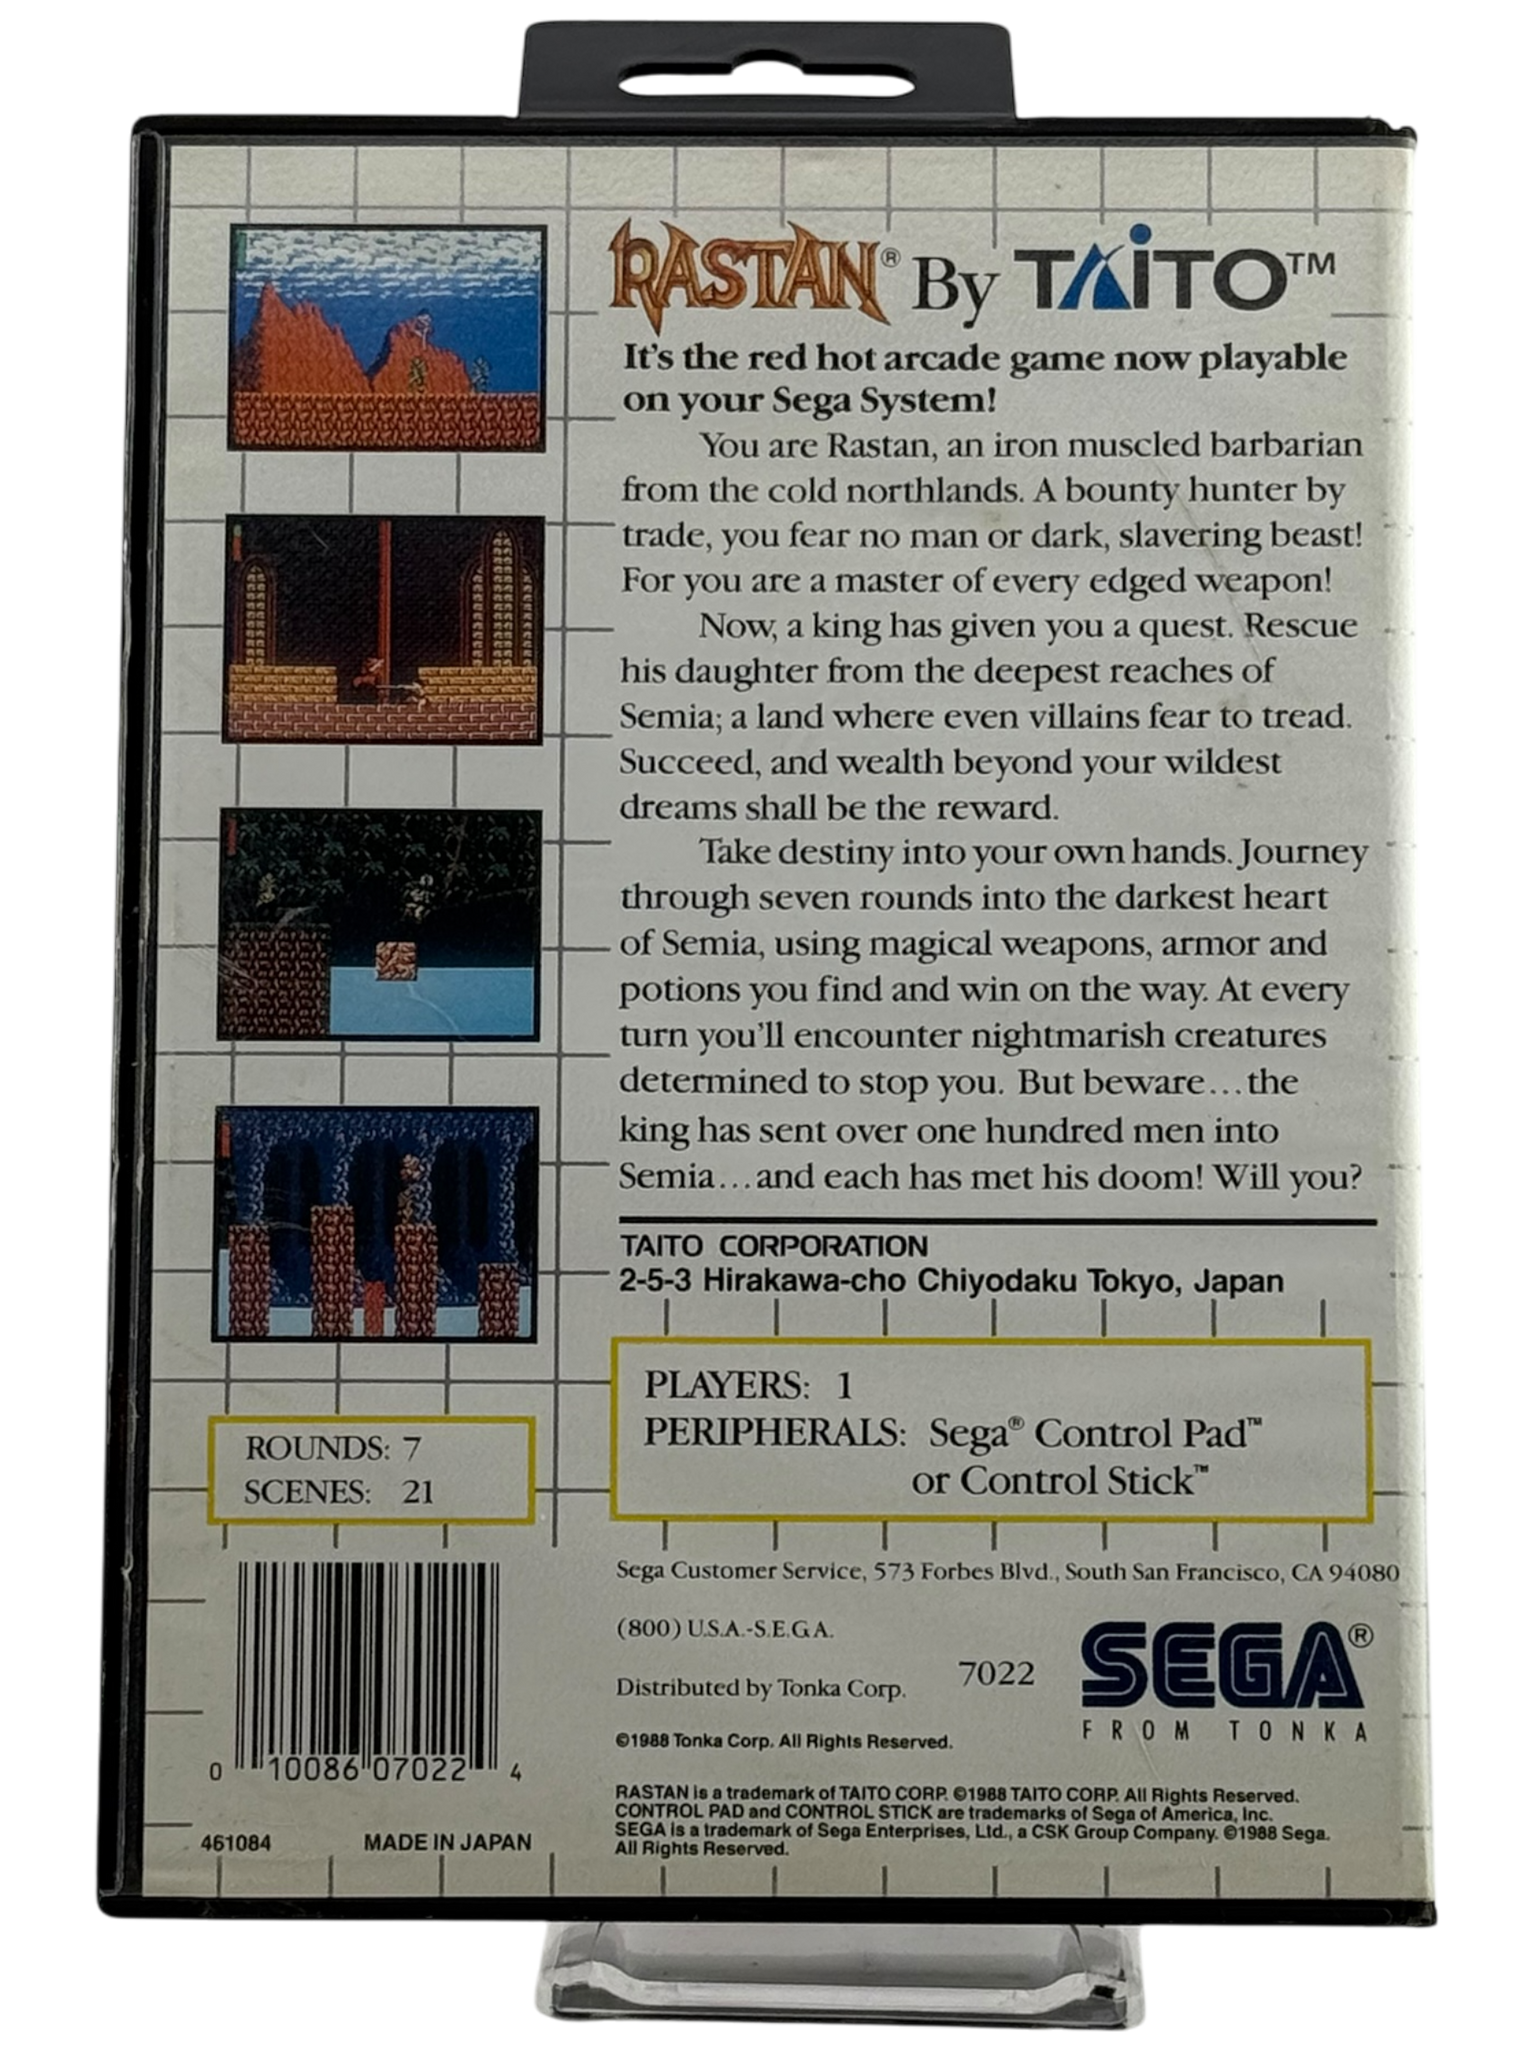 RASTAN® By TAITO™
It's the red hot arcade game now playable
on your Sega System!
You are Rastan, an iron muscled barbarian
from the cold northlands. A bounty hunter by
trade, you fear no man or dark, slavering beast!
For you are a master of every edged weapon!
Now, a king has given you a quest. Rescue
his daughter from the deepest reaches of
Semia; a land where even villains fear to tread.
Succeed, and wealth beyond your wildest
dreams shall be the reward.
Take destiny into your own hands. Journey
through seven rounds into the darkest heart
of Semia, using magical weapons, armor and
potions you find and win on the way. At every
turn you'll encounter nightmarish creatures
determined to stop you. But beware...the
king has sent over one hundred men into
Semia...and each has met his doom! Will you?
TAITO CORPORATION
2-5-3 Hirakawa-cho Chiyodaku Tokyo, Japan
PLAYERS: 1
PERIPHERALS: Sega® Control Pad™
or Control Stick™
ROUNDS: 7
SCENES: 21
Sega Customer Service, 573 Forbes Blvd., South San Francisco, CA 94080
(800) U.S.A.-S.E.G.A.
Distributed by Tonka Corp.
7022
SEGA®
FROM TONKA
©1988 Tonka Corp. All Rights Reserved.
RASTAN is a trademark of TAITO CORP. ©1988 TAITO CORP. All Rights Reserved.
CONTROL PAD and CONTROL STICK are trademarks of Sega of America, Inc.
SEGA is a trademark of Sega Enterprises, Ltd., a CSK Group Company. ©1988 Sega.
All Rights Reserved.
0 10086 07022 4
461084 MADE IN JAPAN